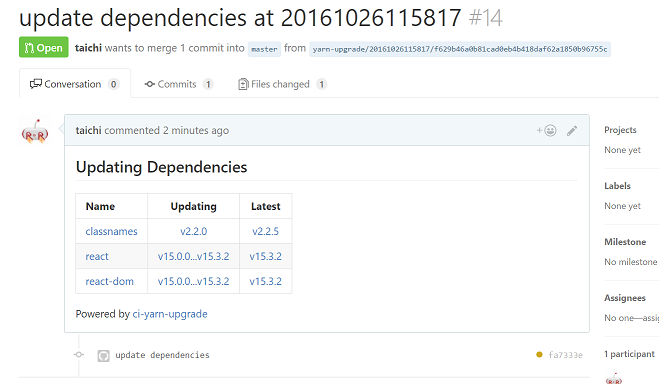 update dependencies at 20161026115817 #14
Open taichi wants to merge 1 commit into master from yarn-upgrade/20161026115817/f629b46a0b81cad0eb4b418daf62a1850b96755c
Conversation 0 Commits 1 Files changed 1
taichi commented 2 minutes ago
Updating Dependencies
Name Updating Latest
classnames v2.2.0 v2.2.5
react v15.0.0...v15.3.2 v15.3.2
react-dom v15.0.0...v15.3.2 v15.3.2
Powered by ci-yarn-upgrade
update dependencies fa7333e
Projects
None yet
Labels
None yet
Milestone
No milestone
Assignees
No one—assig
1 participant